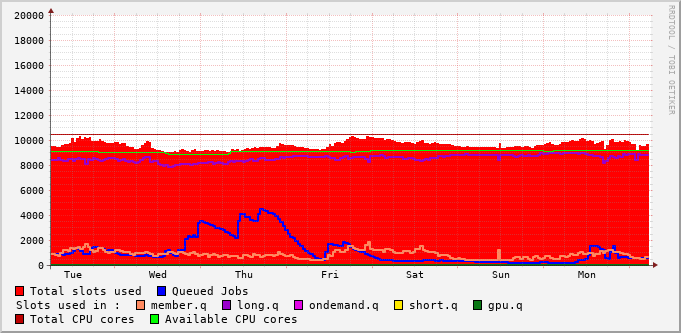 20000
18000
16000
14000
12000
10000
8000
6000
4000
2000
0
Tue Wed Thu Fri Sat Sun Mon
Total slots used Queued Jobs
Slots used in : member.q long.q ondemand.q short.q gpu.q
Total CPU cores Available CPU cores
RRDTOOL / TOBI OETIKER